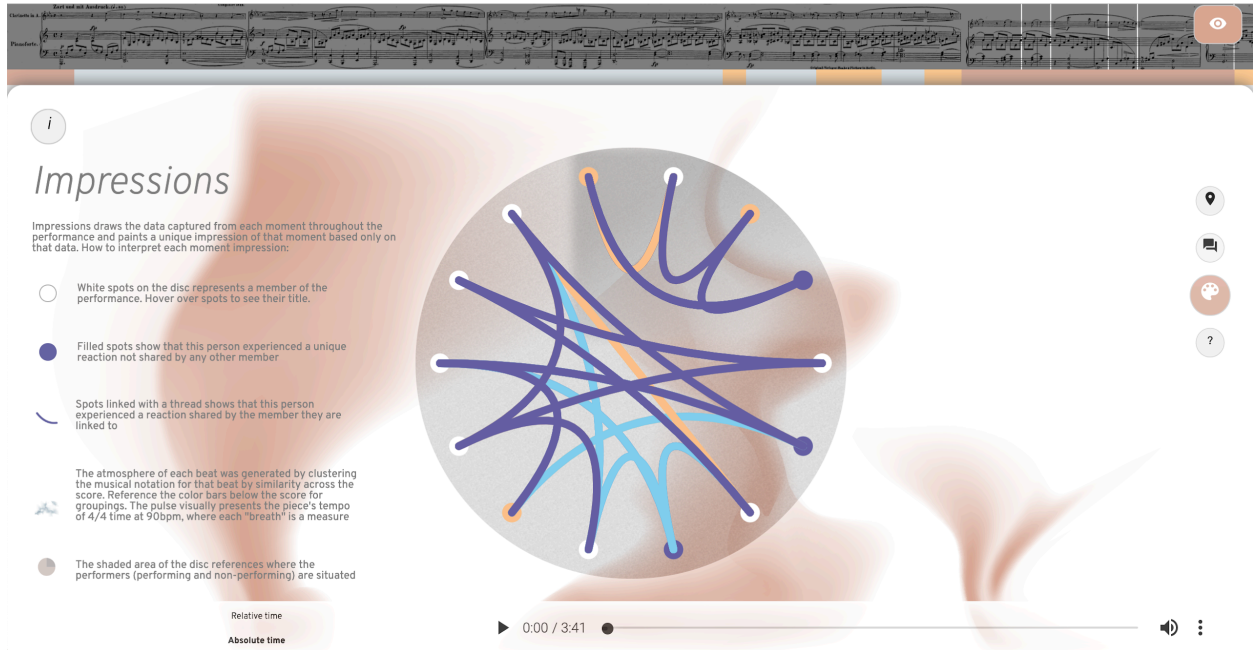 Zart und mit Ausdruck.
Clarinette in A.
Pianoforte.
i
Impressions
Impressions draws the data captured from each moment throughout the
performance and paints a unique impression of that moment based only on
that data. How to interpret each moment impression:
White spots on the disc represents a member of the
performance. Hover over spots to see their title.
Filled spots show that this person experienced a unique
reaction not shared by any other member
Spots linked with a thread shows that this person
experienced a reaction shared by the member they are
linked to
The atmosphere of each beat was generated by clustering
the musical notation for that beat by similarity across the
score. Reference the color bars below the score for
groupings. The pulse visually presents the piece's tempo
of 4/4 time at 90bpm, where each "breath" is a measure
The shaded area of the disc references where the
performers (performing and non-performing) are situated
?
Relative time
Absolute time
0:00 / 3:41